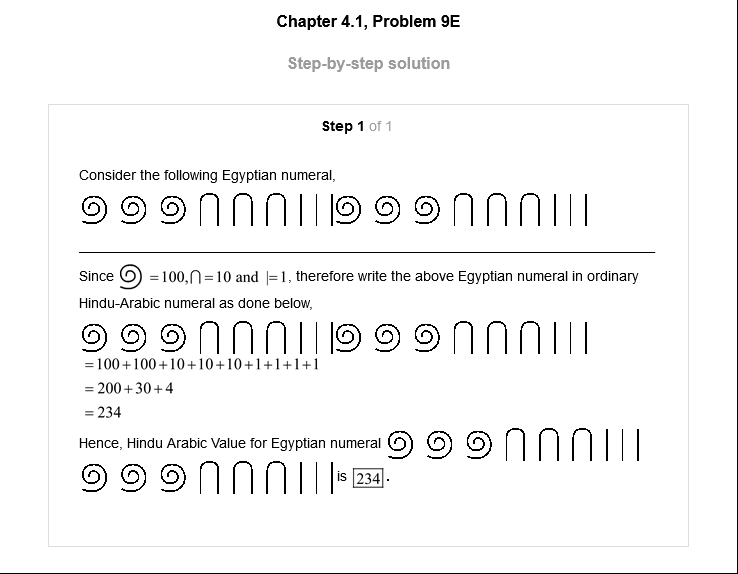 Chapter 4.1, Problem 9E
Step-by-step solution
Step 1 of 1
Consider the following Egyptian numeral,
𓍢 𓍢 𓍢 ∩ ∩ ∩ | | | 𓍢 𓍢 𓍢 ∩ ∩ ∩ | | |
Since 𓍢 =100,∩=10 and |=1, therefore write the above Egyptian numeral in ordinary
Hindu-Arabic numeral as done below,
𓍢 𓍢 𓍢 ∩ ∩ ∩ | | | 𓍢 𓍢 𓍢 ∩ ∩ ∩ | | |
=100+100+10+10+10+1+1+1+1
=200+30+4
=234
Hence, Hindu Arabic Value for Egyptian numeral 𓍢 𓍢 𓍢 ∩ ∩ ∩ | | |
𓍢 𓍢 𓍢 ∩ ∩ ∩ | | | is 234.